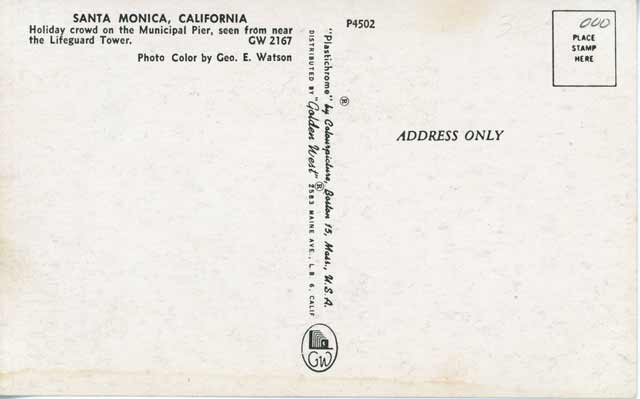 SANTA MONICA, CALIFORNIA
Holiday crowd on the Municipal Pier, seen from near
the Lifeguard Tower. GW 2167
Photo Color by Geo. E. Watson
P4502
"Plastichrome"® by Colourpicture, Boston 15, Mass., U.S.A.
DISTRIBUTED BY "Golden West"® 2583 MAINE AVE., L.B. 6, CALIF
GW
3
000
PLACE
STAMP
HERE
ADDRESS ONLY